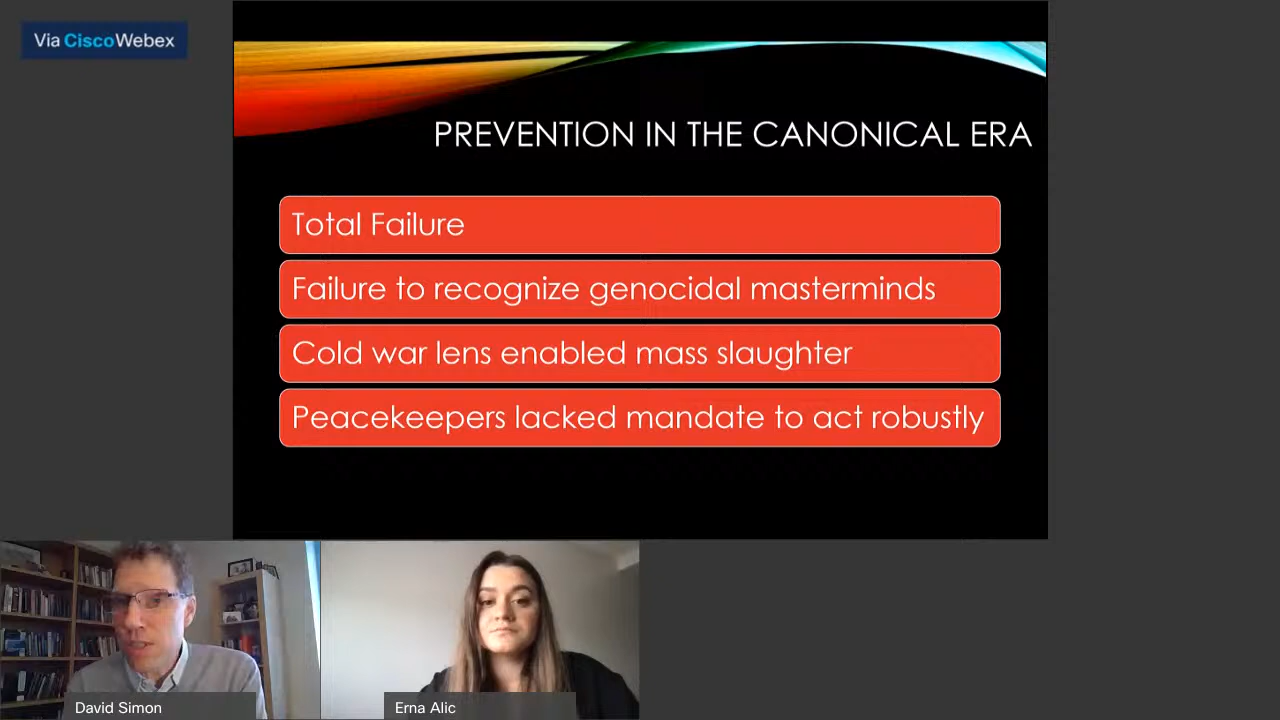 Via CiscoWebex
PREVENTION IN THE CANONICAL ERA
Total Failure
Failure to recognize genocidal masterminds
Cold war lens enabled mass slaughter
Peacekeepers lacked mandate to act robustly
David Simon
Erna Alic